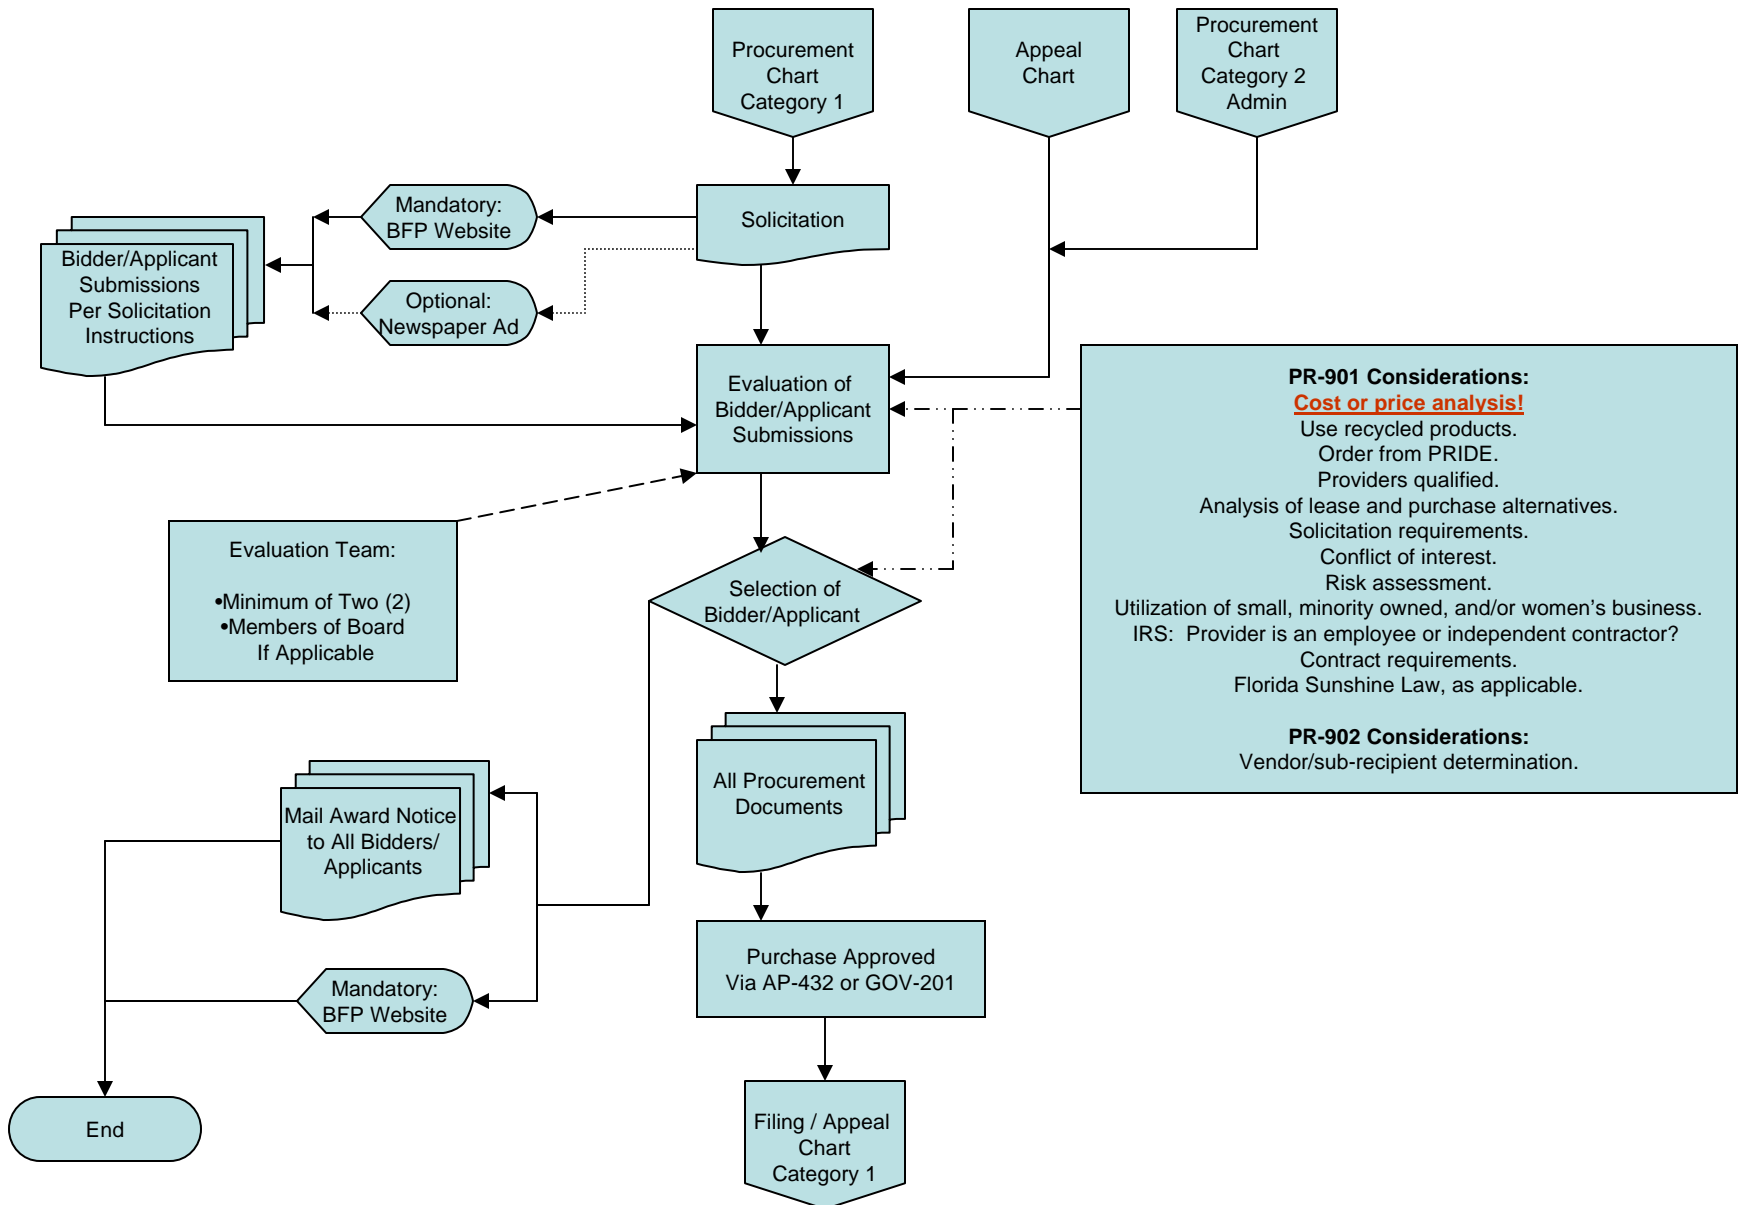 Procurement
Chart
Category 1
Appeal
Chart
Procurement
Chart
Category 2
Admin
Mandatory:
BFP Website
Solicitation
Bidder/Applicant
Submissions
Per Solicitation
Instructions
Optional:
Newspaper Ad
Evaluation of
Bidder/Applicant
Submissions
PR-901 Considerations:
Cost or price analysis!
Use recycled products.
Order from PRIDE.
Providers qualified.
Analysis of lease and purchase alternatives.
Solicitation requirements.
Conflict of interest.
Risk assessment.
Utilization of small, minority owned, and/or women’s business.
IRS:  Provider is an employee or independent contractor?
Contract requirements.
Florida Sunshine Law, as applicable.
PR-902 Considerations:
Vendor/sub-recipient determination.
Evaluation Team:
•Minimum of Two (2)
•Members of Board
If Applicable
Selection of
Bidder/Applicant
All Procurement
Documents
Mail Award Notice
to All Bidders/
Applicants
Purchase Approved
Via AP-432 or GOV-201
Mandatory:
BFP Website
End
Filing / Appeal
Chart
Category 1